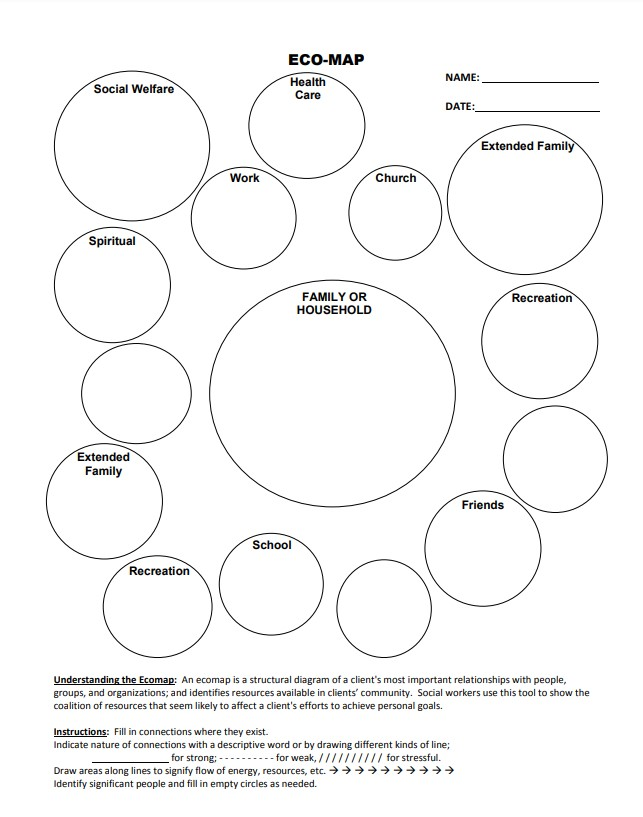 ECO-MAP
NAME: ____________________
DATE: ____________________
Social Welfare
Health
Care
Extended Family
Work
Church
Spiritual
FAMILY OR
HOUSEHOLD
Recreation
Extended
Family
Friends
School
Recreation
Understanding the Ecomap: An ecomap is a structural diagram of a client's most important relationships with people,
groups, and organizations; and identifies resources available in clients' community. Social workers use this tool to show the
coalition of resources that seem likely to affect a client's efforts to achieve personal goals.
Instructions: Fill in connections where they exist.
Indicate nature of connections with a descriptive word or by drawing different kinds of line;
______________ for strong; - - - - - - - - - - for weak, / / / / / / / / / / for stressful.
Draw areas along lines to signify flow of energy, resources, etc. → → → → → → → → → →
Identify significant people and fill in empty circles as needed.